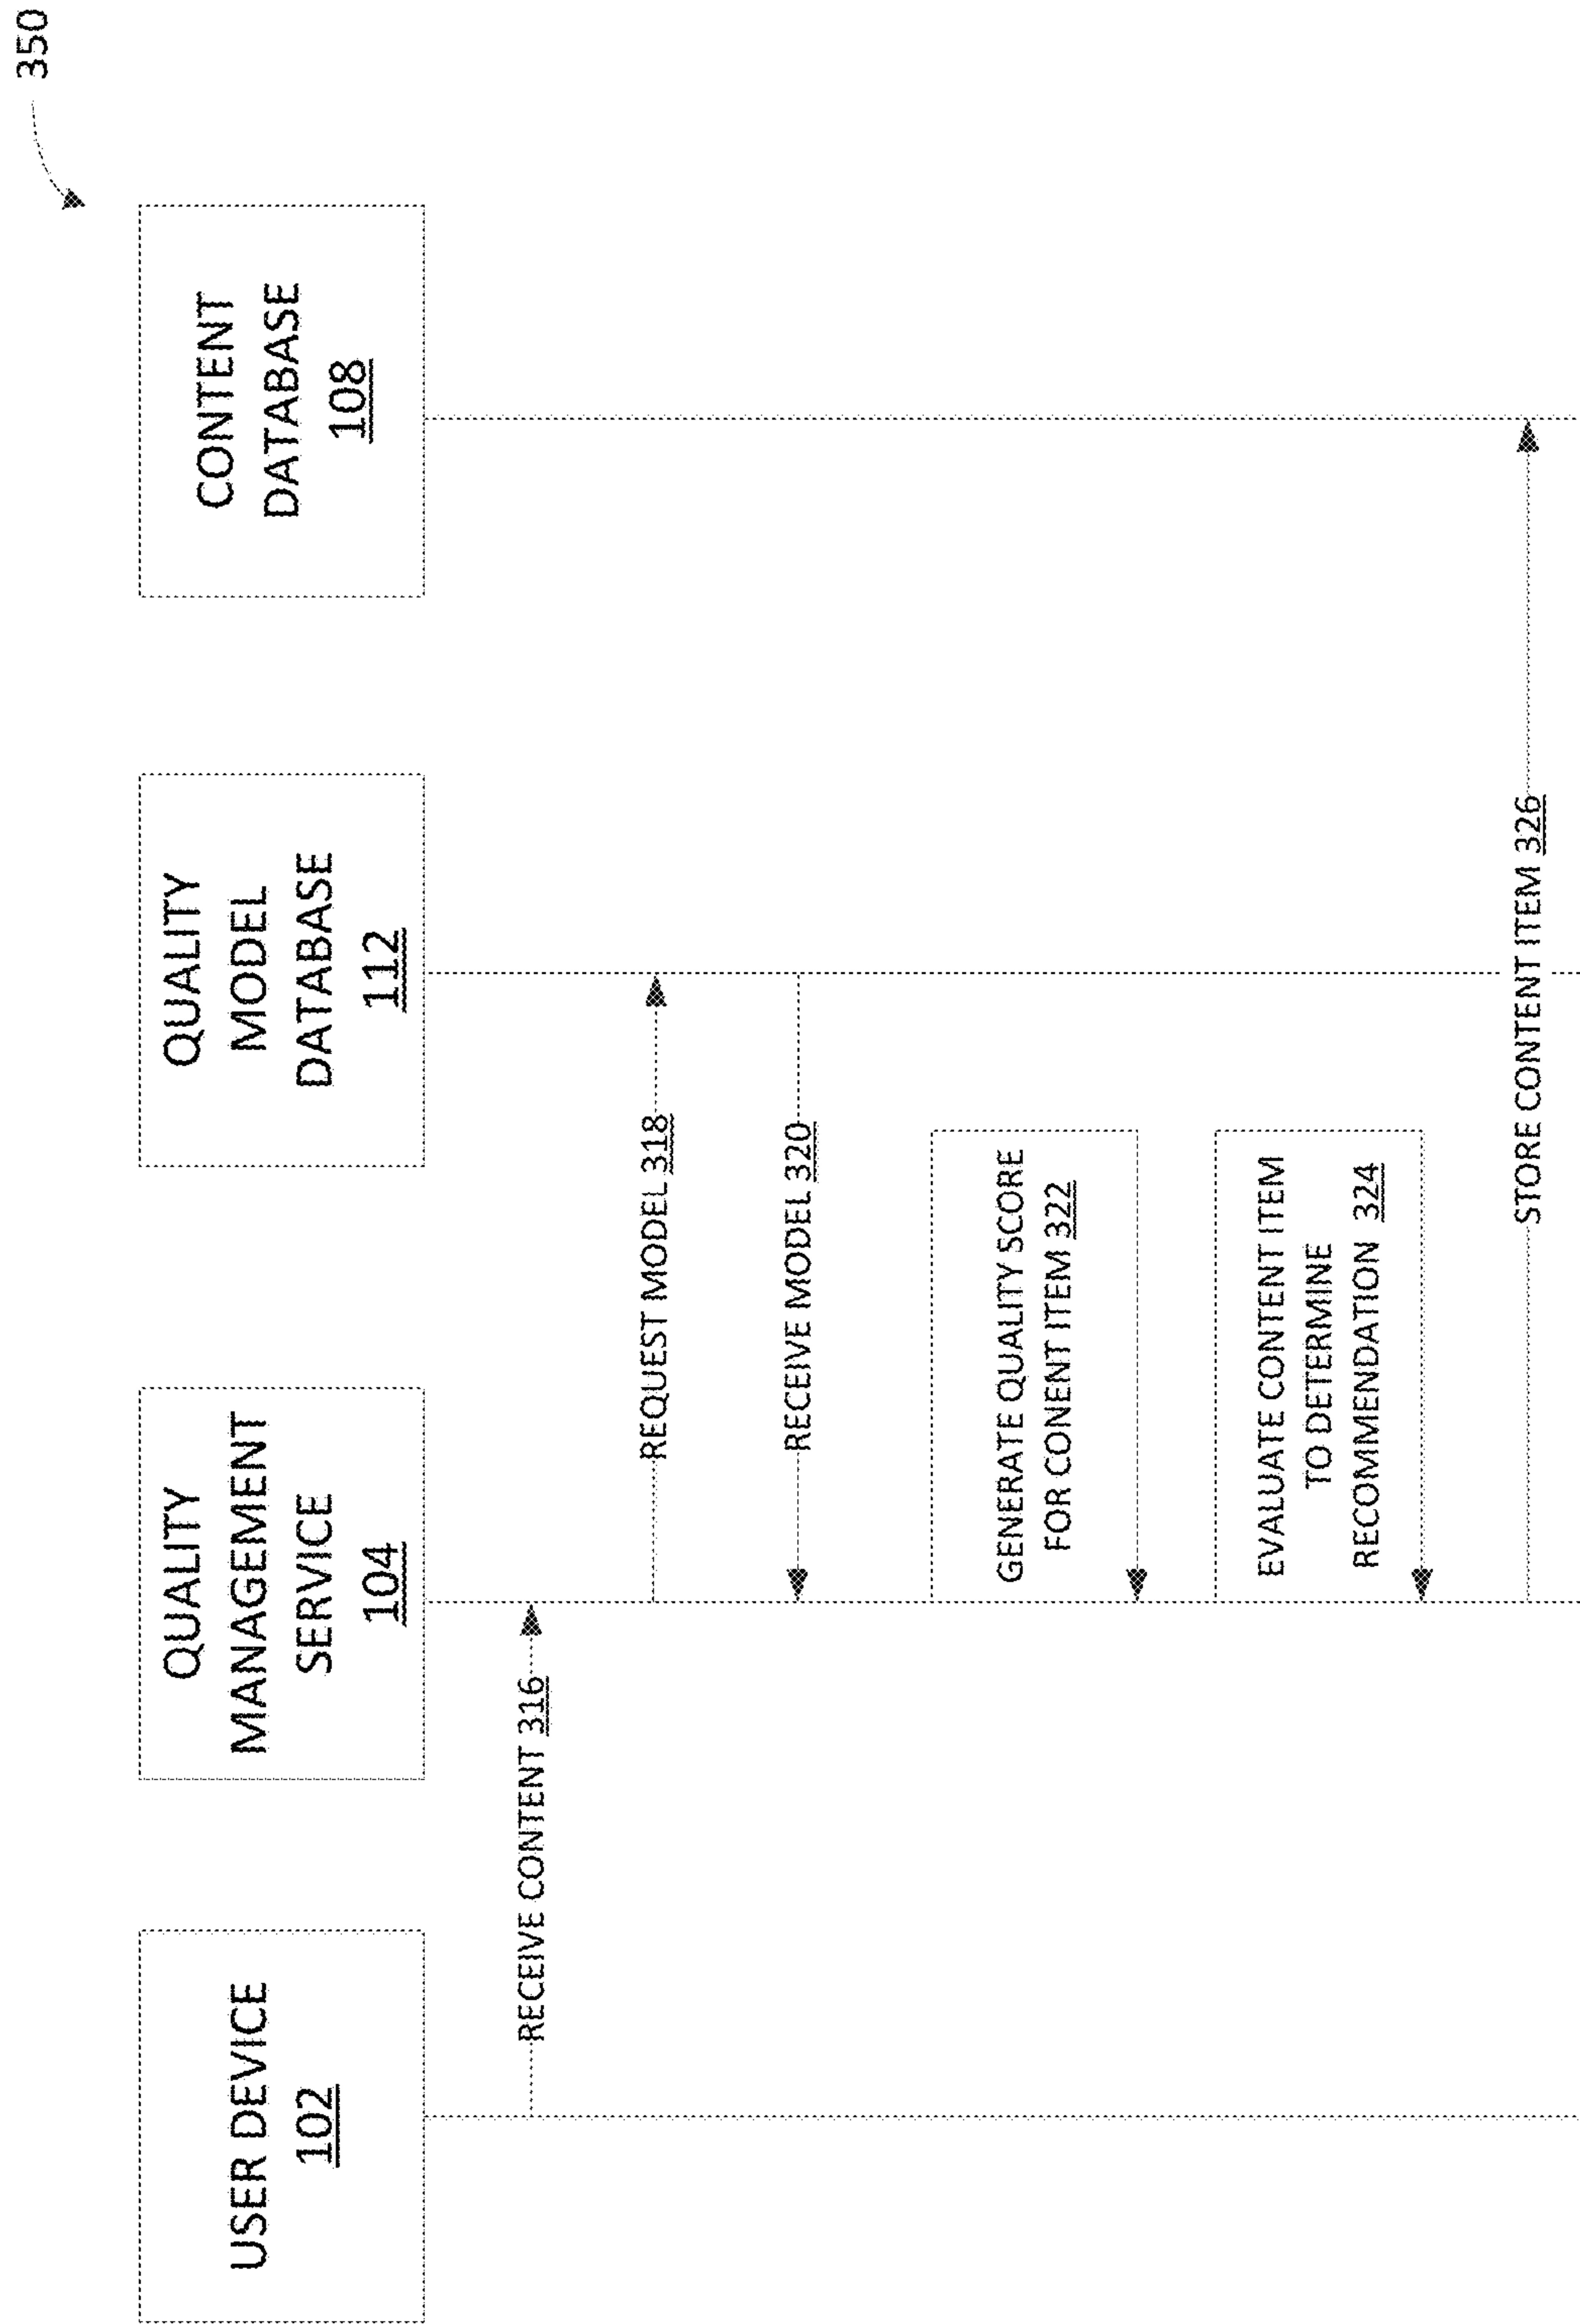 350
USER DEVICE
102
QUALITY
MANAGEMENT
SERVICE
104
QUALITY
MODEL
DATABASE
112
CONTENT
DATABASE
108
RECEIVE CONTENT 316
REQUEST MODEL 318
RECEIVE MODEL 320
GENERATE QUALITY SCORE
FOR CONENT ITEM 322
EVALUATE CONTENT ITEM
TO DETERMINE
RECOMMENDATION 324
STORE CONTENT ITEM 326